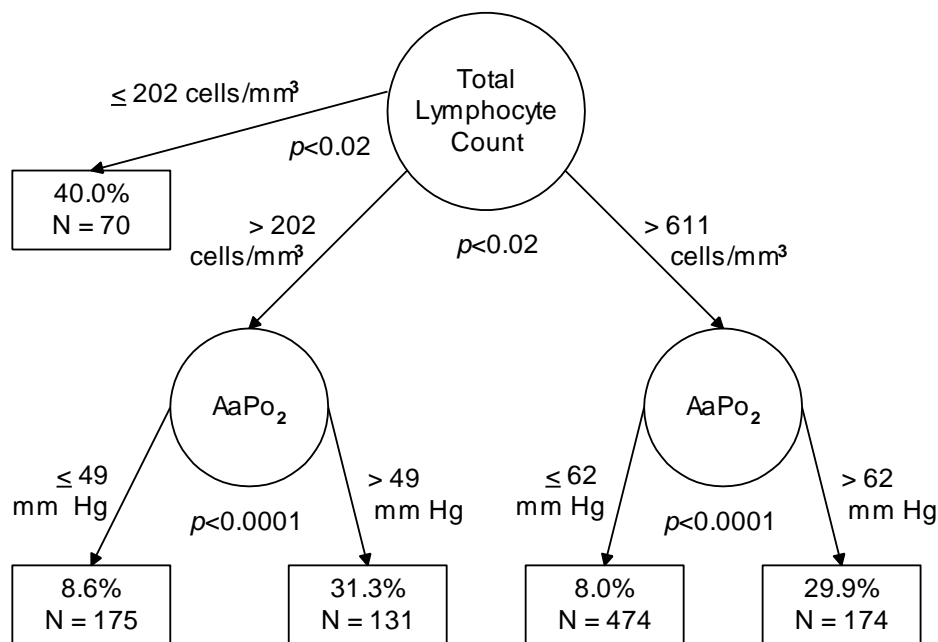 Total
Lymphocyte
Count
≤ 202 cells/mm³
p<0.02
40.0%
N = 70
> 202
cells/mm³
p<0.02
> 611
cells/mm³
AaPo₂
AaPo₂
≤ 49
mm Hg
p<0.0001
> 49
mm Hg
≤ 62
mm Hg
p<0.0001
> 62
mm Hg
8.6%
N = 175
31.3%
N = 131
8.0%
N = 474
29.9%
N = 174